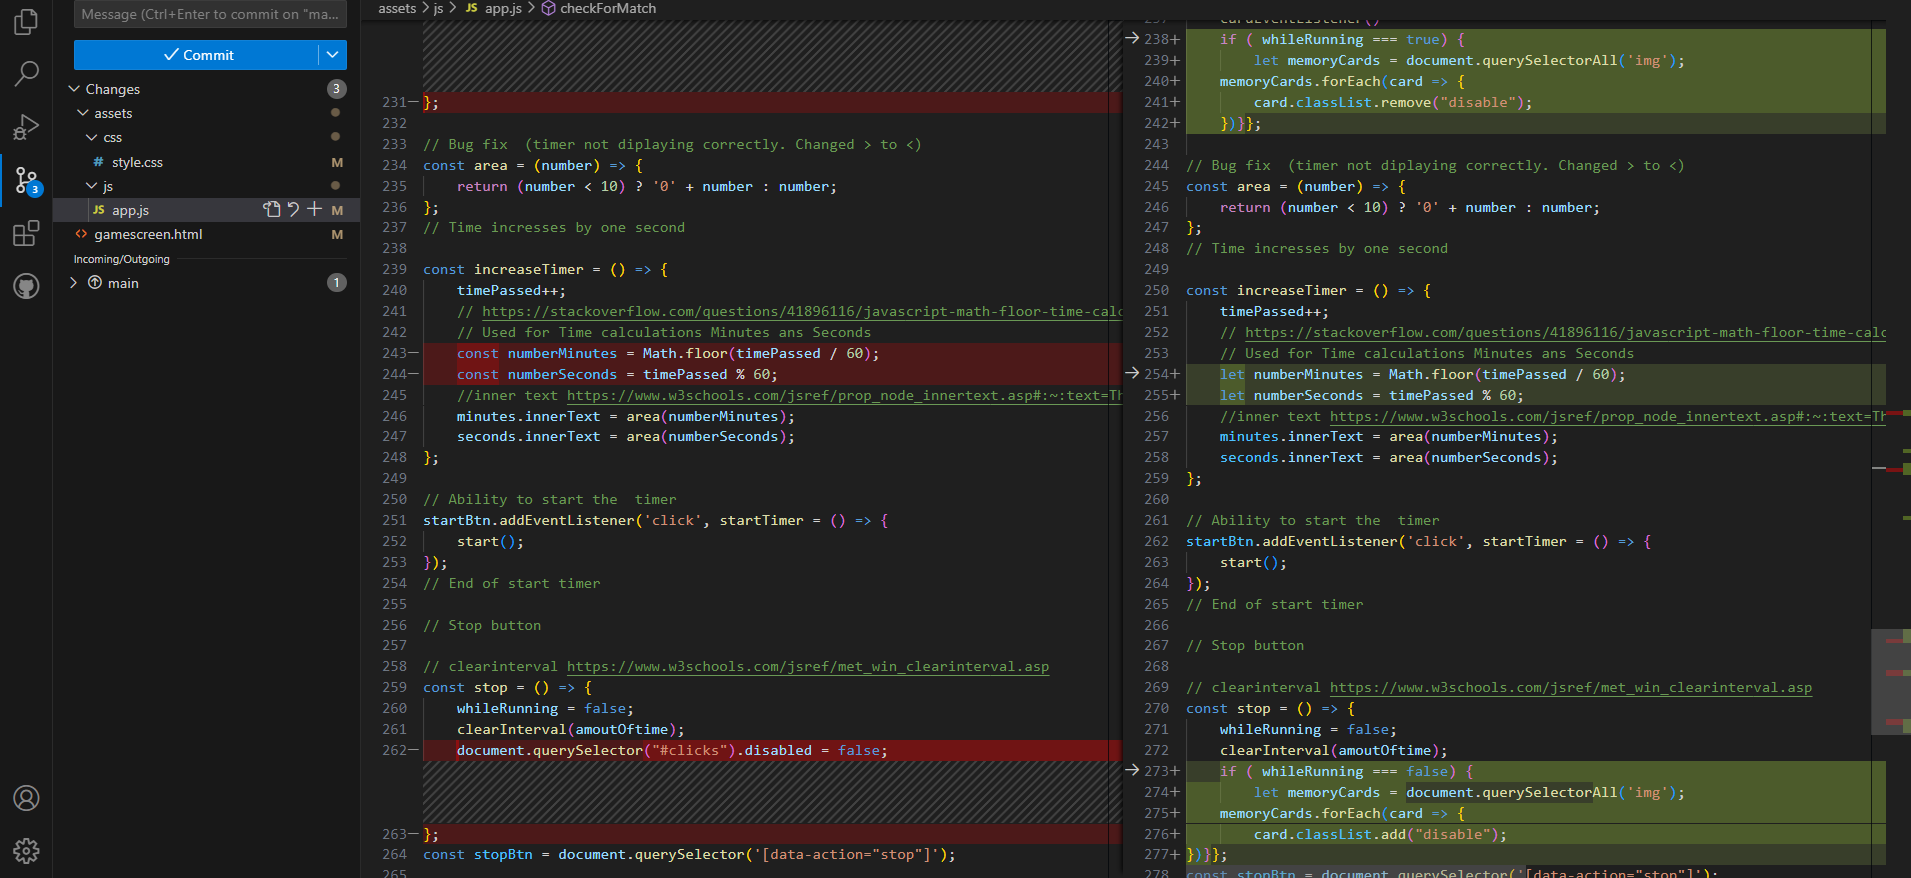 Message (Ctrl+Enter to commit on "ma...
Commit
Changes 3
assets
css
# style.css M
js
JS app.js M
<> gamescreen.html M
Incoming/Outgoing
main 1
3
assets > js > JS app.js > checkForMatch
231— };
232
233 // Bug fix  (timer not diplaying correctly. Changed > to <)
234 const area = (number) => {
235     return (number < 10) ? '0' + number : number;
236 };
237 // Time incresses by one second
238
239 const increaseTimer = () => {
240     timePassed++;
241     // https://stackoverflow.com/questions/41896116/javascript-math-floor-time-calc
242     // Used for Time calculations Minutes ans Seconds
243—     const numberMinutes = Math.floor(timePassed / 60);
244—     const numberSeconds = timePassed % 60;
245     //inner text https://www.w3schools.com/jsref/prop_node_innertext.asp#:~:text=Th
246     minutes.innerText = area(numberMinutes);
247     seconds.innerText = area(numberSeconds);
248 };
249
250 // Ability to start the  timer
251 startBtn.addEventListener('click', startTimer = () => {
252     start();
253 });
254 // End of start timer
255
256 // Stop button
257
258 // clearinterval https://www.w3schools.com/jsref/met_win_clearinterval.asp
259 const stop = () => {
260     whileRunning = false;
261     clearInterval(amoutOftime);
262—     document.querySelector("#clicks").disabled = false;
263— };
264 const stopBtn = document.querySelector('[data-action="stop"]');
265
237 cardEventListener()
238+     if ( whileRunning === true) {
239+         let memoryCards = document.querySelectorAll('img');
240+     memoryCards.forEach(card => {
241+         card.classList.remove("disable");
242+     })}};
243
244 // Bug fix  (timer not diplaying correctly. Changed > to <)
245 const area = (number) => {
246     return (number < 10) ? '0' + number : number;
247 };
248 // Time incresses by one second
249
250 const increaseTimer = () => {
251     timePassed++;
252     // https://stackoverflow.com/questions/41896116/javascript-math-floor-time-calc
253     // Used for Time calculations Minutes ans Seconds
254+     let numberMinutes = Math.floor(timePassed / 60);
255+     let numberSeconds = timePassed % 60;
256     //inner text https://www.w3schools.com/jsref/prop_node_innertext.asp#:~:text=Th
257     minutes.innerText = area(numberMinutes);
258     seconds.innerText = area(numberSeconds);
259 };
260
261 // Ability to start the  timer
262 startBtn.addEventListener('click', startTimer = () => {
263     start();
264 });
265 // End of start timer
266
267 // Stop button
268
269 // clearinterval https://www.w3schools.com/jsref/met_win_clearinterval.asp
270 const stop = () => {
271     whileRunning = false;
272     clearInterval(amoutOftime);
273+     if ( whileRunning === false) {
274+         let memoryCards = document.querySelectorAll('img');
275+     memoryCards.forEach(card => {
276+         card.classList.add("disable");
277+ })}};
278 const stopBtn = document.querySelector('[data-action="stop"]');